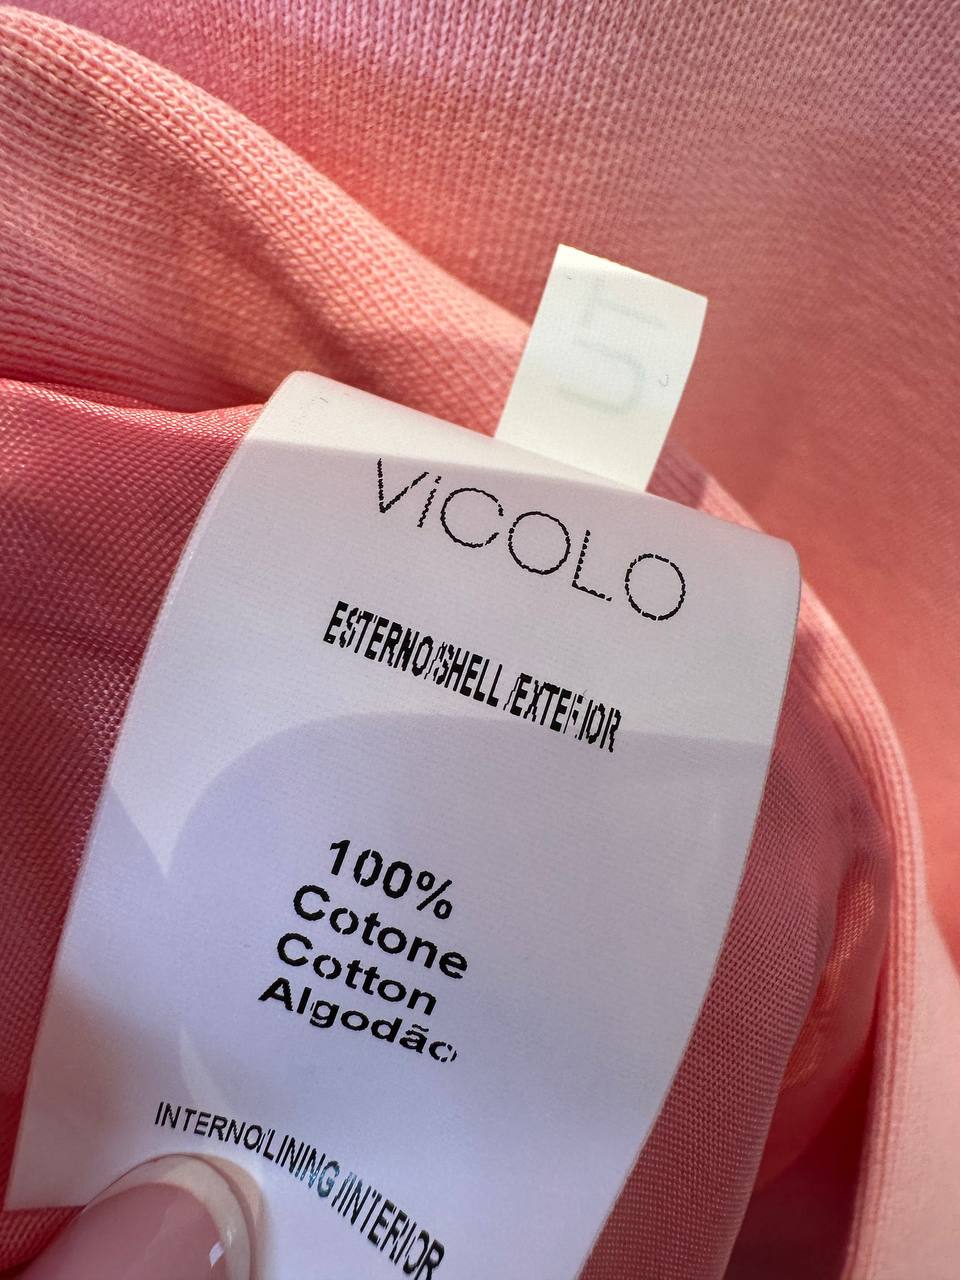 ViCOLO
ESTERNO/SHELL/EXTERIOR
100%
Cotone
Cotton
Algodão
INTERNO/LINING/INTERIOR